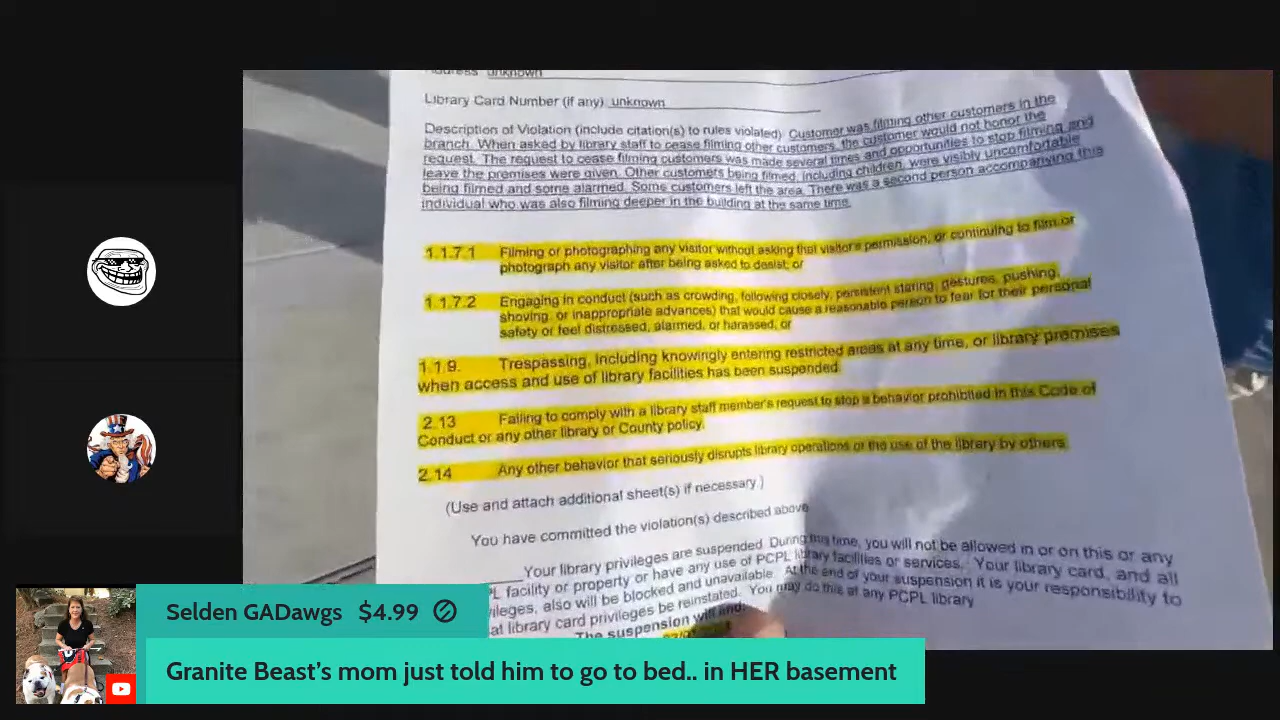 Address unknown
Library Card Number (if any) unknown
Description of Violation (include citation(s) to rules violated) Customer was filming other customers in the
branch. When asked by library staff to cease filming other customers, the customer would not honor the
request. The request to cease filming customers was made several times and opportunities to stop filming and
leave the premises were given. Other customers being filmed, including children, were visibly uncomfortable
being filmed and some alarmed. Some customers left the area. There was a second person accompanying this
individual who was also filming deeper in the building at the same time.
1.1.7.1 Filming or photographing any visitor without asking that visitor's permission, or continuing to film or
photograph any visitor after being asked to desist; or
1.1.7.2 Engaging in conduct (such as crowding, following closely, persistent staring, gestures, pushing,
shoving, or inappropriate advances) that would cause a reasonable person to fear for their personal
safety or feel distressed, alarmed, or harassed, or
1.1.9. Trespassing, including knowingly entering restricted areas at any time, or library premises
when access and use of library facilities has been suspended.
2.13 Failing to comply with a library staff member's request to stop a behavior prohibited in this Code of
Conduct or any other library or County policy.
2.14 Any other behavior that seriously disrupts library operations or the use of the library by others.
(Use and attach additional sheet(s) if necessary.)
You have committed the violation(s) described above
Your library privileges are suspended. During this time, you will not be allowed in or on this or any
PL facility or property or have any use of PCPL library facilities or services. Your library card, and all
ileges, also will be blocked and unavailable. At the end of your suspension it is your responsibility to
at library card privileges be reinstated. You may do this at any PCPL library
The suspension will end:
Selden GADawgs $4.99
Granite Beast's mom just told him to go to bed.. in HER basement